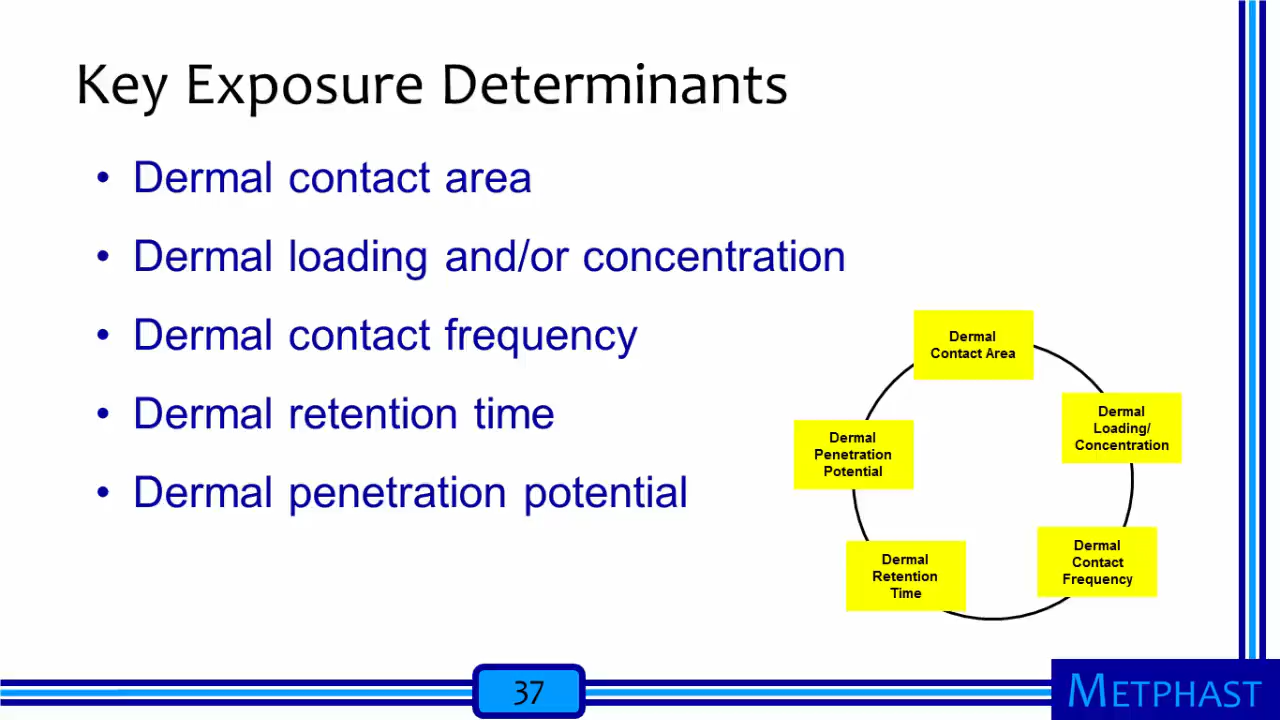 Key Exposure Determinants
• Dermal contact area
• Dermal loading and/or concentration
• Dermal contact frequency
• Dermal retention time
• Dermal penetration potential
Dermal
Contact Area
Dermal
Loading/
Concentration
Dermal
Contact
Frequency
Dermal
Retention
Time
Dermal
Penetration
Potential
37
METPHAST